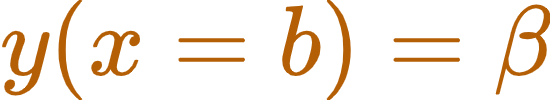 y(x = b) = β